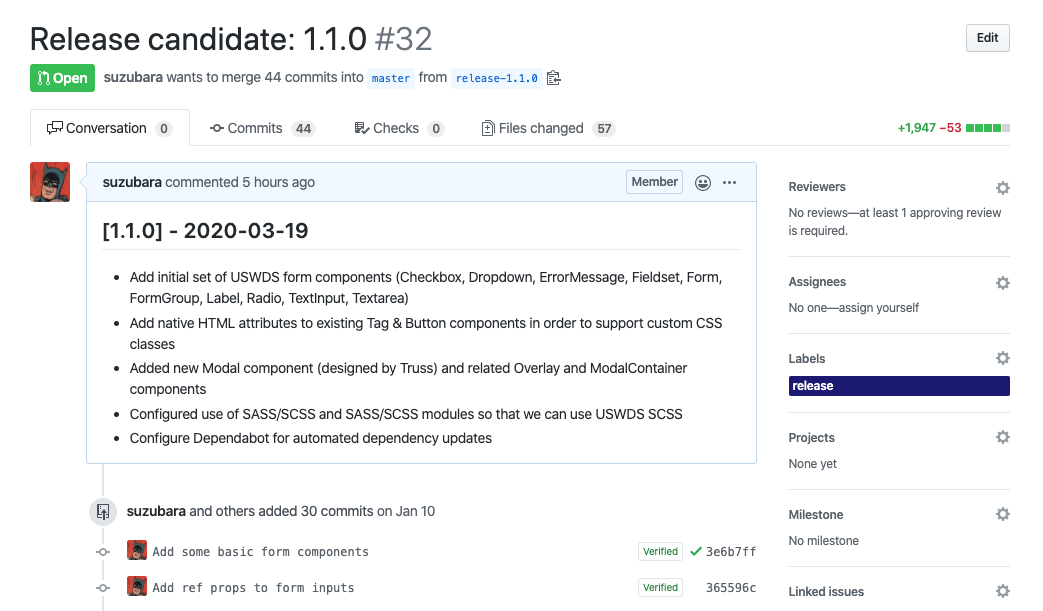 Release candidate: 1.1.0 #32
Edit
Open suzubara wants to merge 44 commits into master from release-1.1.0
Conversation 0 Commits 44 Checks 0 Files changed 57 +1,947 −53
suzubara commented 5 hours ago Member
[1.1.0] - 2020-03-19
• Add initial set of USWDS form components (Checkbox, Dropdown, ErrorMessage, Fieldset, Form,
FormGroup, Label, Radio, TextInput, Textarea)
• Add native HTML attributes to existing Tag & Button components in order to support custom CSS
classes
• Added new Modal component (designed by Truss) and related Overlay and ModalContainer
components
• Configured use of SASS/SCSS and SASS/SCSS modules so that we can use USWDS SCSS
• Configure Dependabot for automated dependency updates
suzubara and others added 30 commits on Jan 10
Add some basic form components Verified 3e6b7ff
Add ref props to form inputs Verified 365596c
Reviewers
No reviews—at least 1 approving review
is required.
Assignees
No one—assign yourself
Labels
release
Projects
None yet
Milestone
No milestone
Linked issues